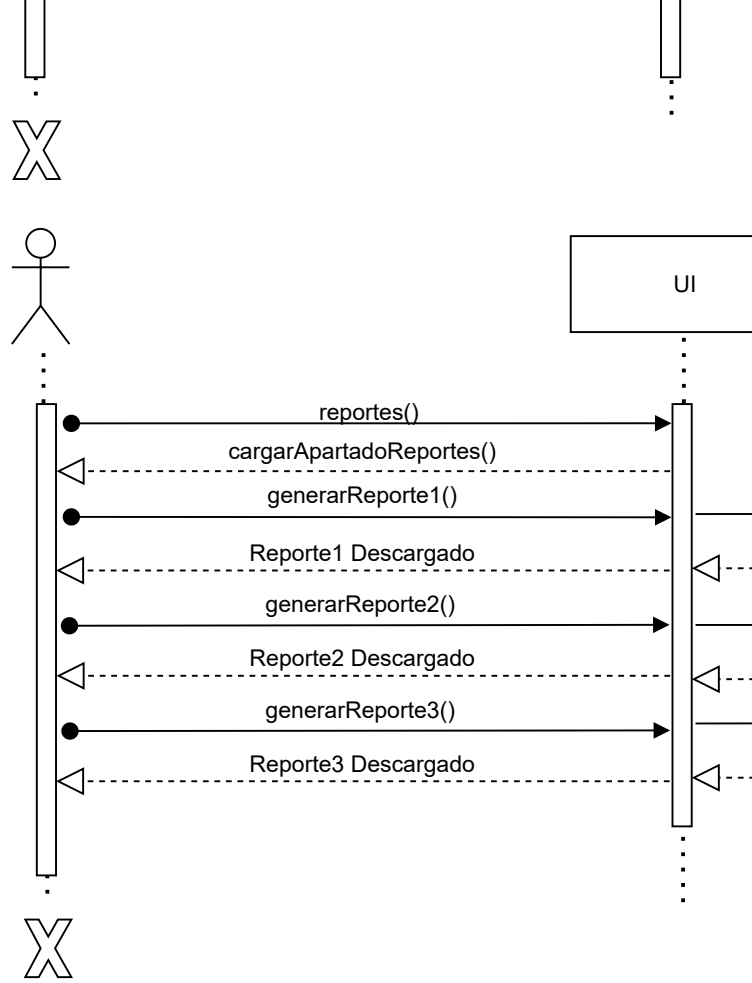 UI
reportes()
cargarApartadoReportes()
generarReporte1()
Reporte1 Descargado
generarReporte2()
Reporte2 Descargado
generarReporte3()
Reporte3 Descargado